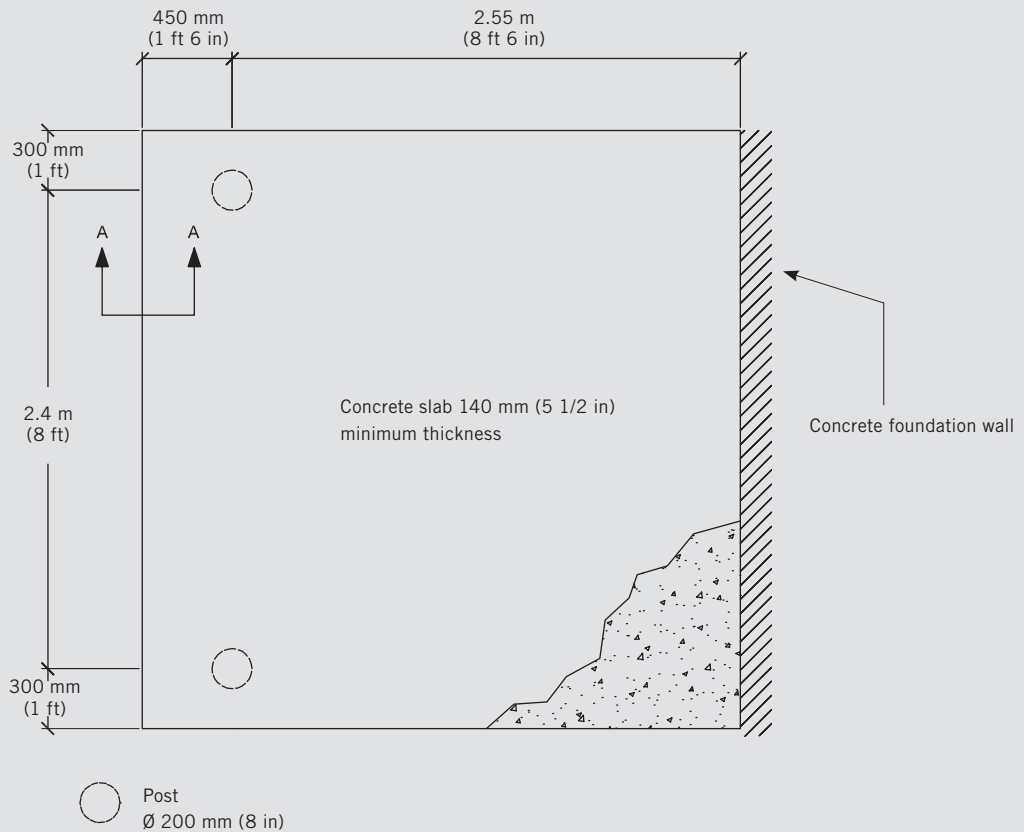 450 mm
(1 ft 6 in)
2.55 m
(8 ft 6 in)
300 mm
(1 ft)
A A
2.4 m
(8 ft)
Concrete slab 140 mm (5 1/2 in)
minimum thickness
Concrete foundation wall
300 mm
(1 ft)
Post
Ø 200 mm (8 in)